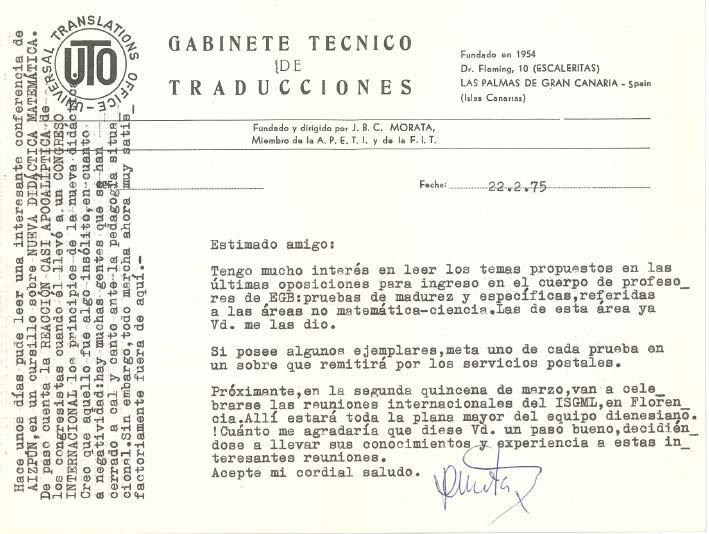 UNIVERSAL TRANSLATIONS OFFICE
UTO
GABINETE TECNICO
DE
TRADUCCIONES
Fundado en 1954
Dr. Fleming, 10 (ESCALERITAS)
LAS PALMAS DE GRAN CANARIA - Spain
(Islas Canarias)
Fundado y dirigido por J. B. C. MORATA,
Miembro de la A. P. E. T. I. y de la F. I. T.
Fecha: 22.2.75
Estimado amigo:
Tengo mucho interés en leer los temas propuestos en las
últimas oposiciones para ingreso en el cuerpo de profeso_
res de EGB:pruebas de madurez y específicas,referidas
a las áreas no matemática-ciencia.Las de esta área ya
Vd. me las dio.
Si posee algunos ejemplares,meta uno de cada prueba en
un sobre que remitirá por los servicios postales.
Próximante,en la segunda quincena de marzo,van a cele_
brarse las reuniones internacionales del ISGML,en Floren_
cia.Allí estará toda la plana mayor del equipo dienesiano.
!Cuánto me agradaría que diese Vd. un paso bueno,decidién_
dose a llevar sus conocimientos y experiencia a estas in_
teresantes reuniones.
Acepte mi cordial saludo.
Hace unos días pude leer una interesante conferencia de
AIZPÚN,en un cursillo sobre NUEVA DIDÁCTICA MATEMÁTICA.
De paso cuenta la REACCIÓN CASI APOCALÍPTICA de
los congresistas cuando él llevó a un CONGRESO
INTERNACIONAL los principios de la nueva didáctica
Creo que aquello fue algo insólito,en cuanto
a negatividad:hay muchas gentes que se han
cerrado a cal y canto ante la pedagogía situa
cional.Sin embargo,todo marcha ahora muy satis_
factoriamente fuera de aquí.-